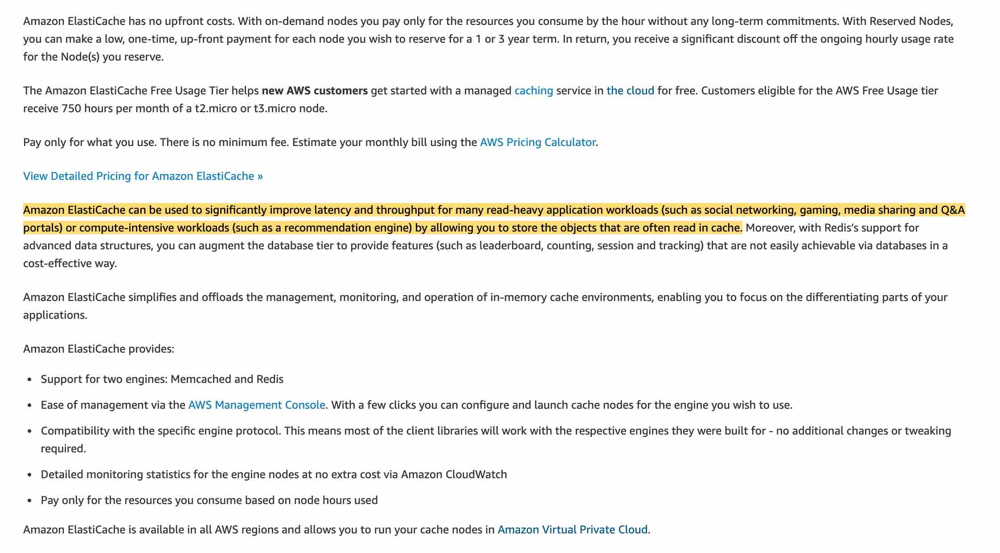 Amazon ElastiCache has no upfront costs. With on-demand nodes you pay only for the resources you consume by the hour without any long-term commitments. With Reserved Nodes,
you can make a low, one-time, up-front payment for each node you wish to reserve for a 1 or 3 year term. In return, you receive a significant discount off the ongoing hourly usage rate
for the Node(s) you reserve.
The Amazon ElastiCache Free Usage Tier helps new AWS customers get started with a managed caching service in the cloud for free. Customers eligible for the AWS Free Usage tier
receive 750 hours per month of a t2.micro or t3.micro node.
Pay only for what you use. There is no minimum fee. Estimate your monthly bill using the AWS Pricing Calculator.
View Detailed Pricing for Amazon ElastiCache »
Amazon ElastiCache can be used to significantly improve latency and throughput for many read-heavy application workloads (such as social networking, gaming, media sharing and Q&A
portals) or compute-intensive workloads (such as a recommendation engine) by allowing you to store the objects that are often read in cache. Moreover, with Redis’s support for
advanced data structures, you can augment the database tier to provide features (such as leaderboard, counting, session and tracking) that are not easily achievable via databases in a
cost-effective way.
Amazon ElastiCache simplifies and offloads the management, monitoring, and operation of in-memory cache environments, enabling you to focus on the differentiating parts of your
applications.
Amazon ElastiCache provides:
• Support for two engines: Memcached and Redis
• Ease of management via the AWS Management Console. With a few clicks you can configure and launch cache nodes for the engine you wish to use.
• Compatibility with the specific engine protocol. This means most of the client libraries will work with the respective engines they were built for - no additional changes or tweaking
required.
• Detailed monitoring statistics for the engine nodes at no extra cost via Amazon CloudWatch
• Pay only for the resources you consume based on node hours used
Amazon ElastiCache is available in all AWS regions and allows you to run your cache nodes in Amazon Virtual Private Cloud.